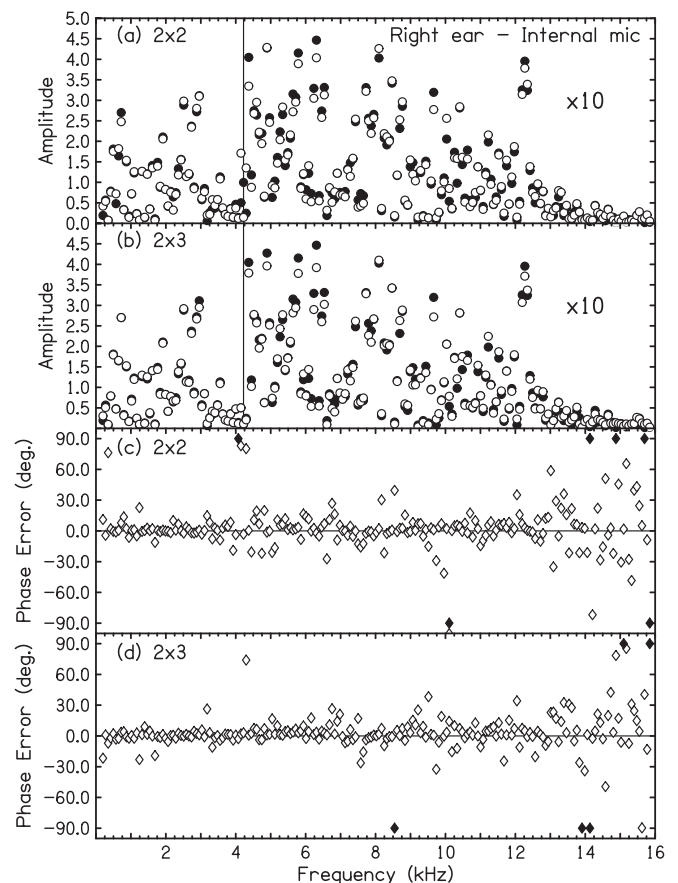 (a) 2x2
Right ear – Internal mic
5.0
4.5
4.0
3.5
3.0
2.5
2.0
1.5
1.0
0.5
0.0
Amplitude
x10
(b) 2x3
4.5
4.0
3.5
3.0
2.5
2.0
1.5
1.0
0.5
Amplitude
x10
(c) 2x2
90.0
60.0
30.0
0.0
−30.0
−60.0
−90.0
Phase Error (deg.)
(d) 2x3
90.0
60.0
30.0
0.0
−30.0
−60.0
−90.0
Phase Error (deg.)
2 4 6 8 10 12 14 16
Frequency (kHz)